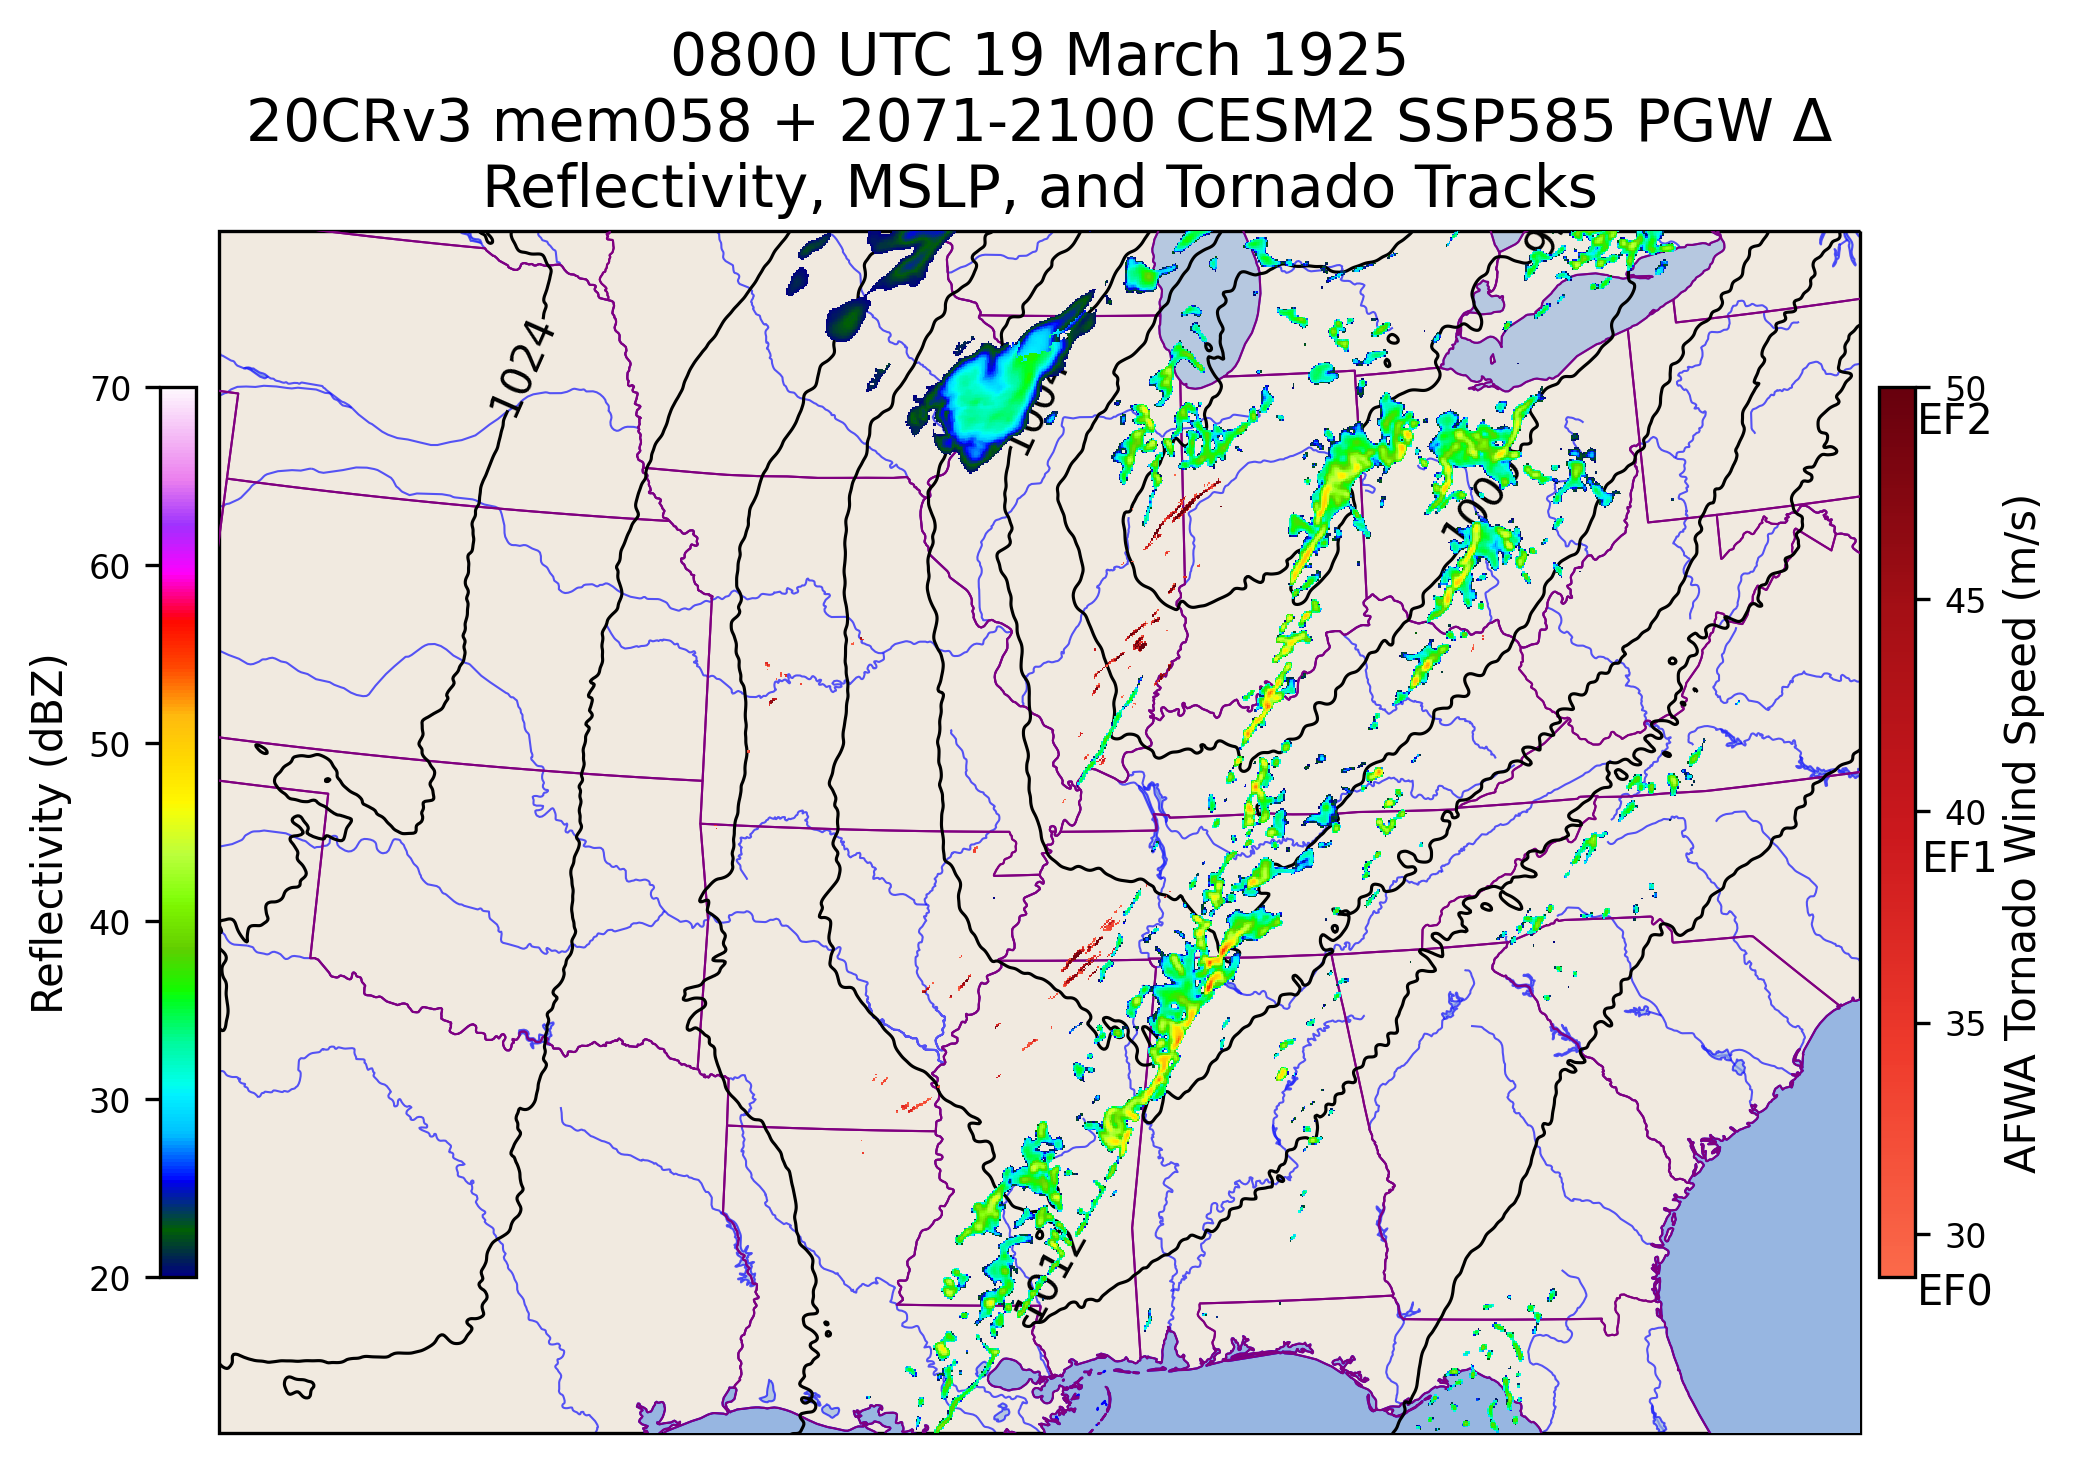 0800 UTC 19 March 1925
20CRv3 mem058 + 2071-2100 CESM2 SSP585 PGW Δ
Reflectivity, MSLP, and Tornado Tracks
70
60
50
40
30
20
Reflectivity (dBZ)
1024
1012
50
EF2
45
40
EF1
35
30
EF0
AFWA Tornado Wind Speed (m/s)